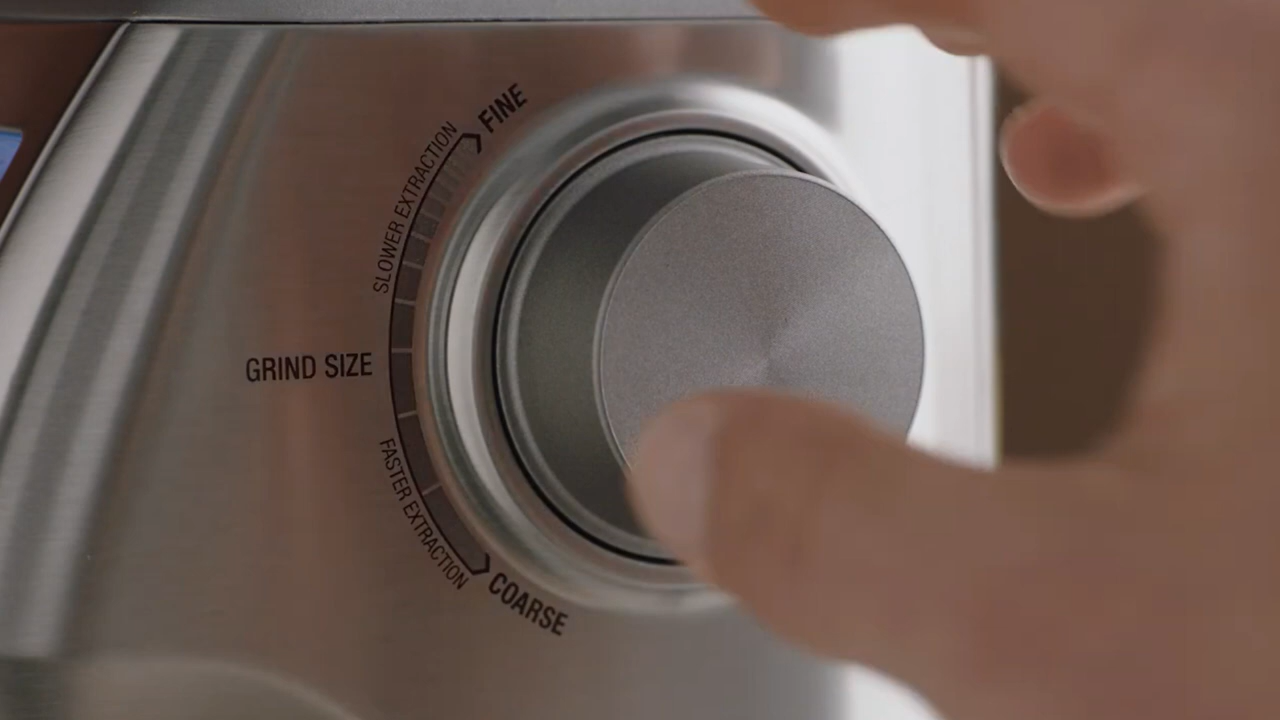 FINE
SLOWER EXTRACTION
GRIND SIZE
FASTER EXTRACTION
COARSE